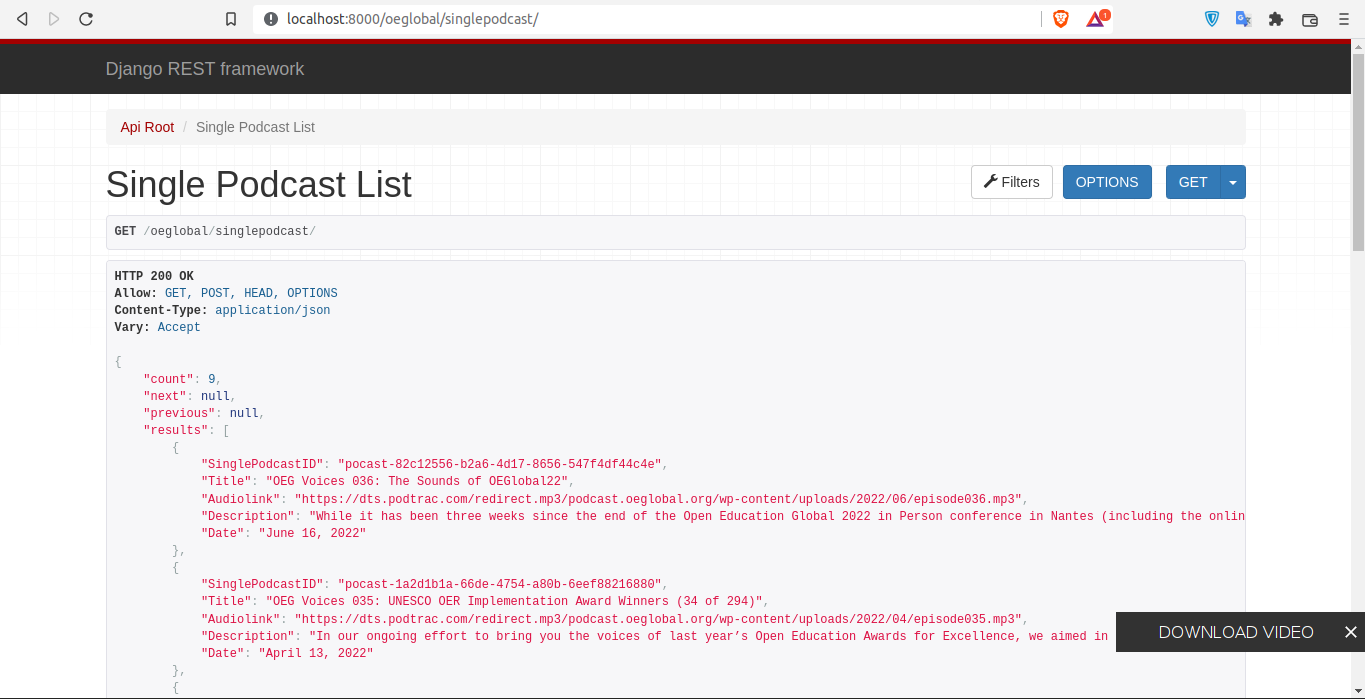 localhost:8000/oeglobal/singlepodcast/
1
Django REST framework
Api Root / Single Podcast List
Single Podcast List
Filters
OPTIONS
GET
GET /oeglobal/singlepodcast/
HTTP 200 OK
Allow: GET, POST, HEAD, OPTIONS
Content-Type: application/json
Vary: Accept
{
"count": 9,
"next": null,
"previous": null,
"results": [
{
"SinglePodcastID": "pocast-82c12556-b2a6-4d17-8656-547f4df44c4e",
"Title": "OEG Voices 036: The Sounds of OEGlobal22",
"Audiolink": "https://dts.podtrac.com/redirect.mp3/podcast.oeglobal.org/wp-content/uploads/2022/06/episode036.mp3",
"Description": "While it has been three weeks since the end of the Open Education Global 2022 in Person conference in Nantes (including the onlin
"Date": "June 16, 2022"
},
{
"SinglePodcastID": "pocast-1a2d1b1a-66de-4754-a80b-6eef88216880",
"Title": "OEG Voices 035: UNESCO OER Implementation Award Winners (34 of 294)",
"Audiolink": "https://dts.podtrac.com/redirect.mp3/podcast.oeglobal.org/wp-content/uploads/2022/04/episode035.mp3",
"Description": "In our ongoing effort to bring you the voices of last year’s Open Education Awards for Excellence, we aimed in
"Date": "April 13, 2022"
},
{
DOWNLOAD VIDEO